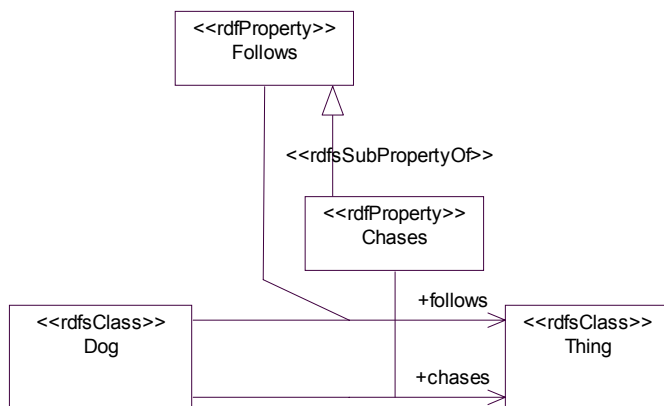 <<rdfProperty>>
Follows
<<rdfsSubPropertyOf>>
<<rdfProperty>>
Chases
+follows
<<rdfsClass>>
Dog
<<rdfsClass>>
Thing
+chases